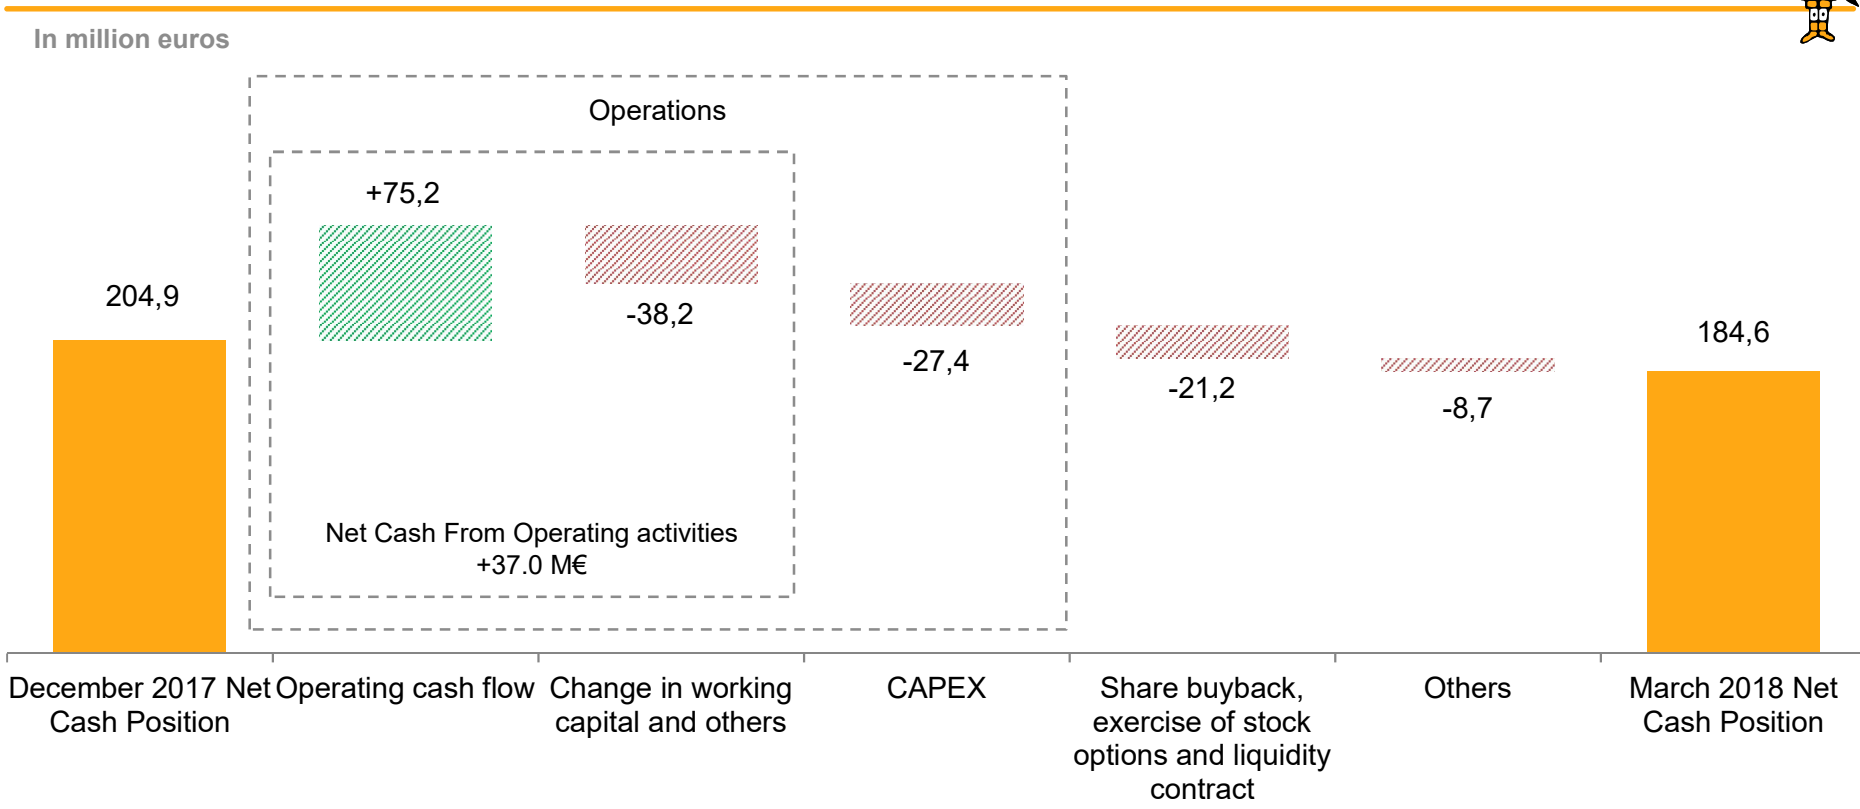 In million euros
Operations
+75,2
204,9
-38,2
-27,4
-21,2
-8,7
184,6
Net Cash From Operating activities
+37.0 M€
December 2017 Net
Cash Position
Operating cash flow
Change in working
capital and others
CAPEX
Share buyback,
exercise of stock
options and liquidity
contract
Others
March 2018 Net
Cash Position